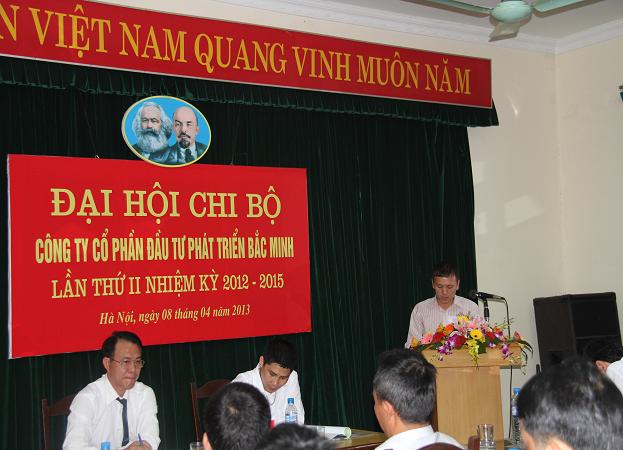 VIỆT NAM QUANG VINH MUÔN NĂM
ĐẠI HỘI CHI BỘ
CÔNG TY CỔ PHẦN ĐẦU TƯ PHÁT TRIỂN BẮC MINH
LẦN THỨ II NHIỆM KỲ 2012 - 2015
Hà Nội, ngày 08 tháng 04 năm 2013